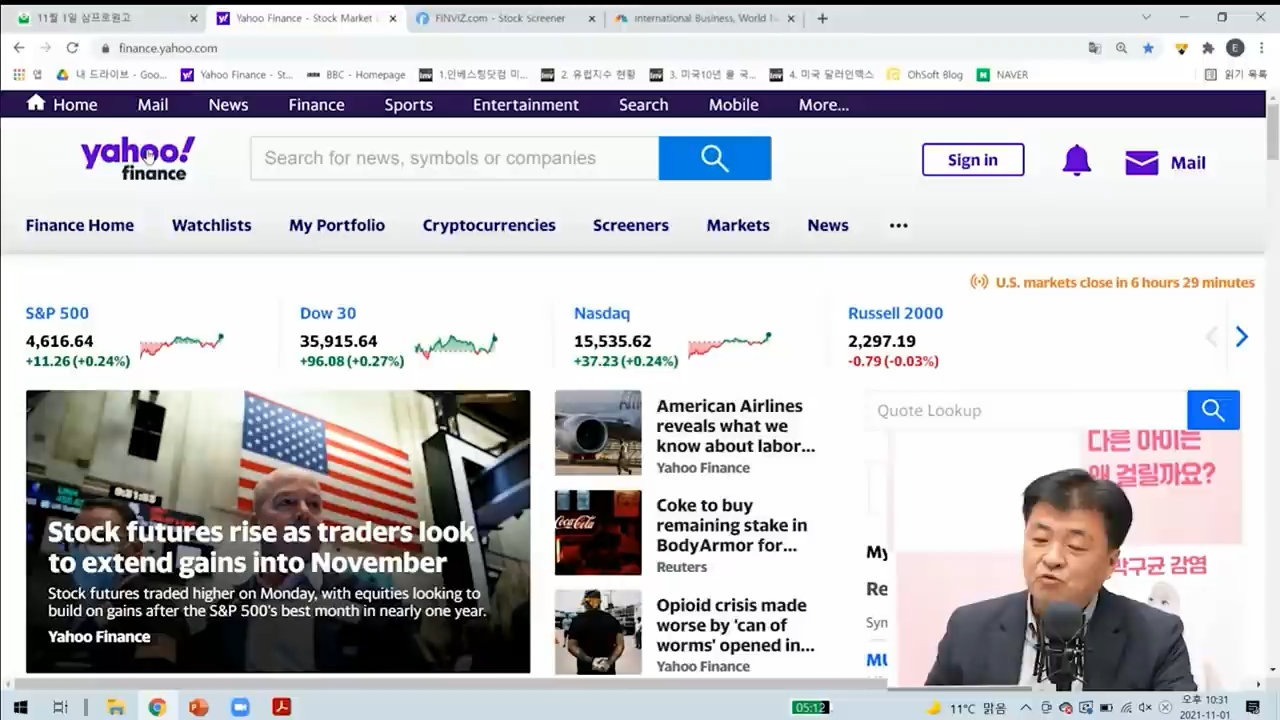 11월 1일 삼프로원고
Yahoo Finance - Stock Market
FINVIZ.com - Stock Screener
International Business, World N
finance.yahoo.com
앱
내 드라이브 - Goo...
Yahoo Finance - St...
BBC - Homepage
1.인베스팅닷컴 미...
2. 유럽지수 현황
3. 미국10년 물 국...
4. 미국 달러인덱스
OhSoft Blog
NAVER
읽기 목록
Home Mail News Finance Sports Entertainment Search Mobile More...
yahoo!
finance
Search for news, symbols or companies
Sign in
Mail
Finance Home Watchlists My Portfolio Cryptocurrencies Screeners Markets News ...
U.S. markets close in 6 hours 29 minutes
S&P 500
4,616.64
+11.26 (+0.24%)
Dow 30
35,915.64
+96.08 (+0.27%)
Nasdaq
15,535.62
+37.23 (+0.24%)
Russell 2000
2,297.19
-0.79 (-0.03%)
Stock futures rise as traders look
to extend gains into November
Stock futures traded higher on Monday, with equities looking to
build on gains after the S&P 500's best month in nearly one year.
Yahoo Finance
American Airlines
reveals what we
know about labor...
Yahoo Finance
Coca-Cola
Coke to buy
remaining stake in
BodyArmor for...
Reuters
Opioid crisis made
worse by 'can of
worms' opened in...
Yahoo Finance
Quote Lookup
My
Re
Sym
다른 아이는
왜 걸릴까요?
막구균 감염
05:12
11°C 맑음
오후 10:31
2021-11-01